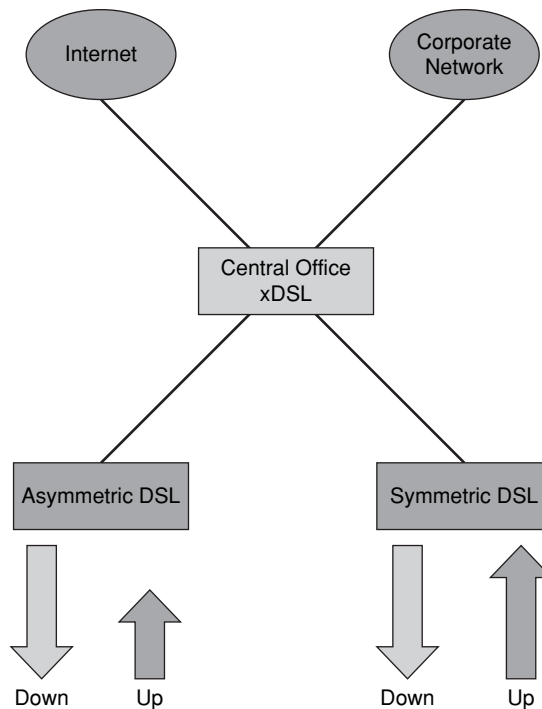 Internet
Corporate
Network
Central Office
xDSL
Asymmetric DSL
Symmetric DSL
Down
Up
Down
Up